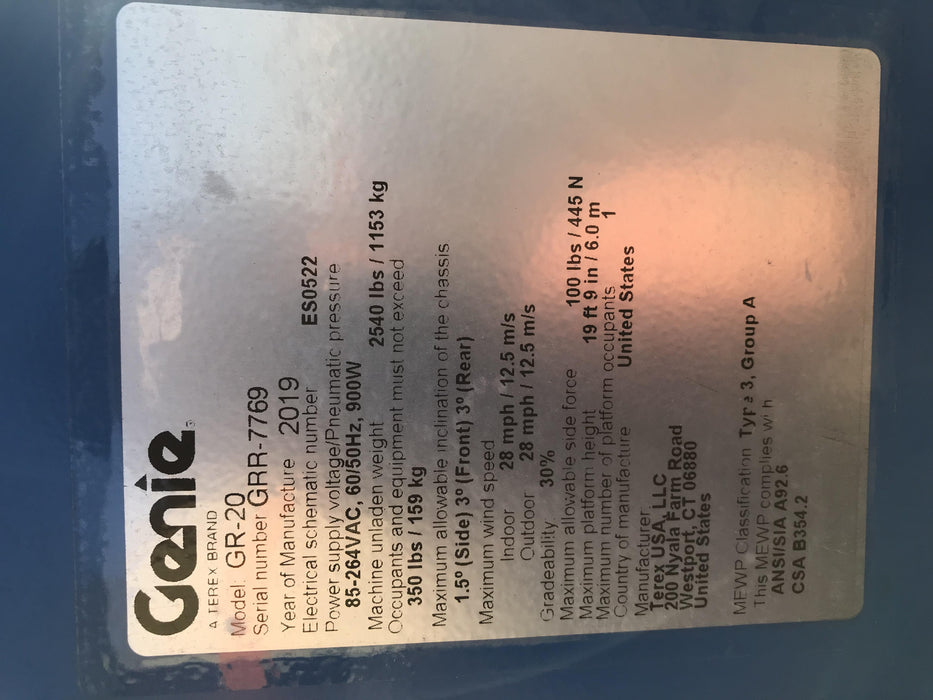 Genie
A TEREX BRAND
Model: GR-20
Serial number: GRR-7769
Year of Manufacture 2019
Electrical schematic number ES0522
Power supply voltage/Pneumatic pressure
85-264VAC, 60/50Hz, 900W
Machine unladen weight 2540 lbs / 1153 kg
Occupants and equipment must not exceed
350 lbs / 159 kg
Maximum allowable inclination of the chassis
1.5º (Side) 3º (Front) 3º (Rear)
Maximum wind speed
Indoor 28 mph / 12.5 m/s
Outdoor 28 mph / 12.5 m/s
Gradeability 30%
Maximum allowable side force 100 lbs / 445 N
Maximum platform height 19 ft 9 in / 6.0 m
Maximum number of platform occupants 1
Country of manufacture United States
Manufacturer
Terex USA, LLC
200 Nyala Farm Road
Westport, CT 06880
United States
MEWP Classification Type 3, Group A
This MEWP complies with
ANSI/SIA A92.6
CSA B354.2